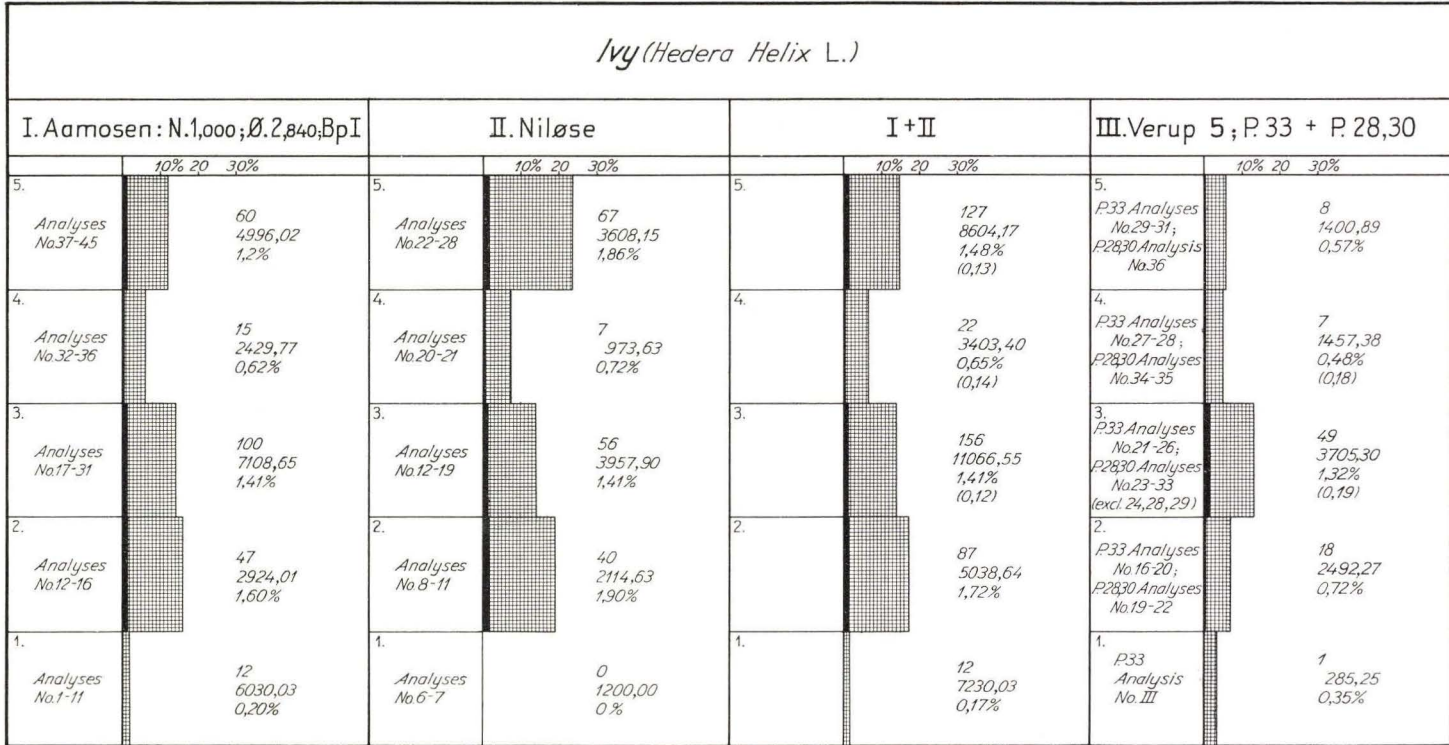 Ivy (Hedera Helix L.)
I. Aamosen: N.1,000; Ø.2,840; Bp I
II. Niløse
I+II
III. Verup 5; P. 33 + P. 28,30
10% 20 30%
10% 20 30%
10% 20 30%
10% 20 30%
5.
Analyses
No. 37-45
60
4996,02
1,2%
5.
Analyses
No. 22-28
67
3608,15
1,86%
5.
127
8604,17
1,48%
(0,13)
5.
P.33 Analyses
No. 29-31;
P.28,30 Analysis
No. 36
8
1400,89
0,57%
4.
Analyses
No. 32-36
15
2429,77
0,62%
4.
Analyses
No. 20-21
7
973,63
0,72%
4.
22
3403,40
0,65%
(0,14)
4.
P.33 Analyses
No. 27-28;
P.28,30 Analyses
No. 34-35
7
1457,38
0,48%
(0,18)
3.
Analyses
No. 17-31
100
7108,65
1,41%
3.
Analyses
No. 12-19
56
3957,90
1,41%
3.
156
11066,55
1,41%
(0,12)
3.
P.33 Analyses
No. 21-26;
P.28,30 Analyses
No. 23-33
(excl. 24,28,29)
49
3705,30
1,32%
(0,19)
2.
Analyses
No. 12-16
47
2924,01
1,60%
2.
Analyses
No. 8-11
40
2114,63
1,90%
2.
87
5038,64
1,72%
2.
P.33 Analyses
No. 16-20;
P.28,30 Analyses
No. 19-22
18
2492,27
0,72%
1.
Analyses
No. 1-11
12
6030,03
0,20%
1.
Analyses
No. 6-7
0
1200,00
0 %
1.
12
7230,03
0,17%
1.
P.33
Analysis
No. III
1
285,25
0,35%